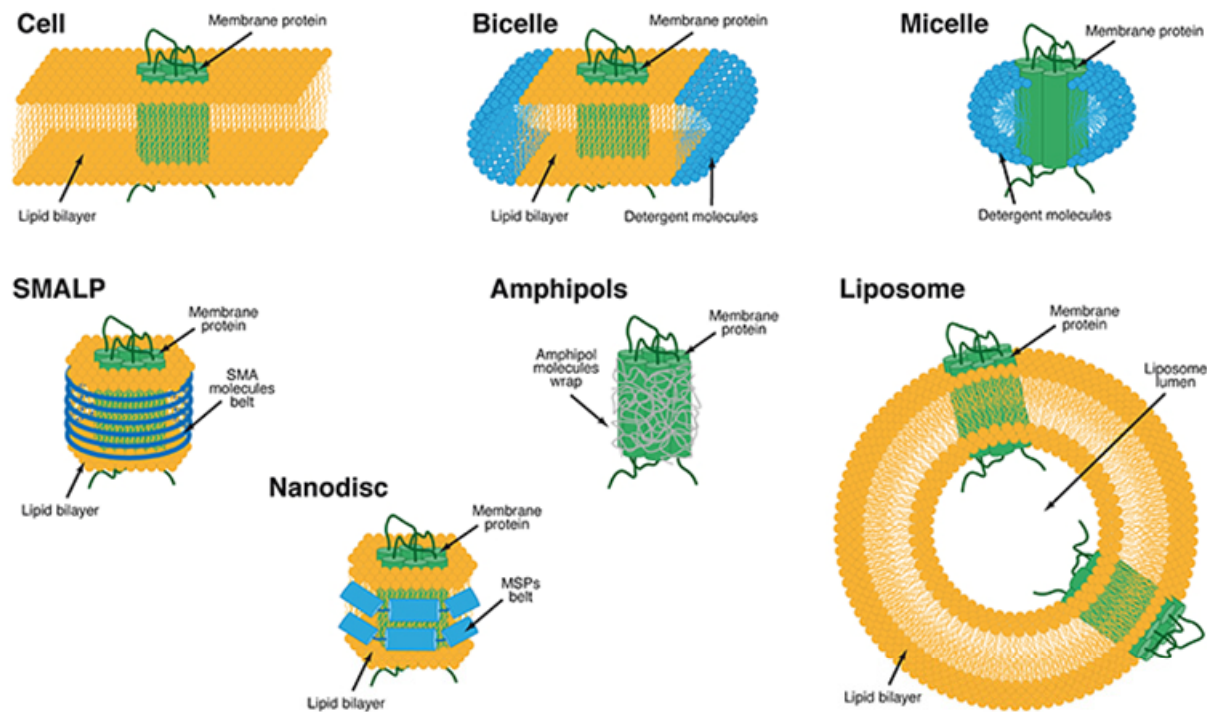 Cell
Membrane protein
Lipid bilayer
Bicelle
Membrane protein
Lipid bilayer
Detergent molecules
Micelle
Membrane protein
Detergent molecules
SMALP
Membrane
protein
SMA
molecules
belt
Lipid bilayer
Nanodisc
Membrane
protein
MSPs
belt
Lipid bilayer
Amphipols
Membrane
protein
Amphipol
molecules
wrap
Liposome
Membrane
protein
Liposome
lumen
Lipid bilayer